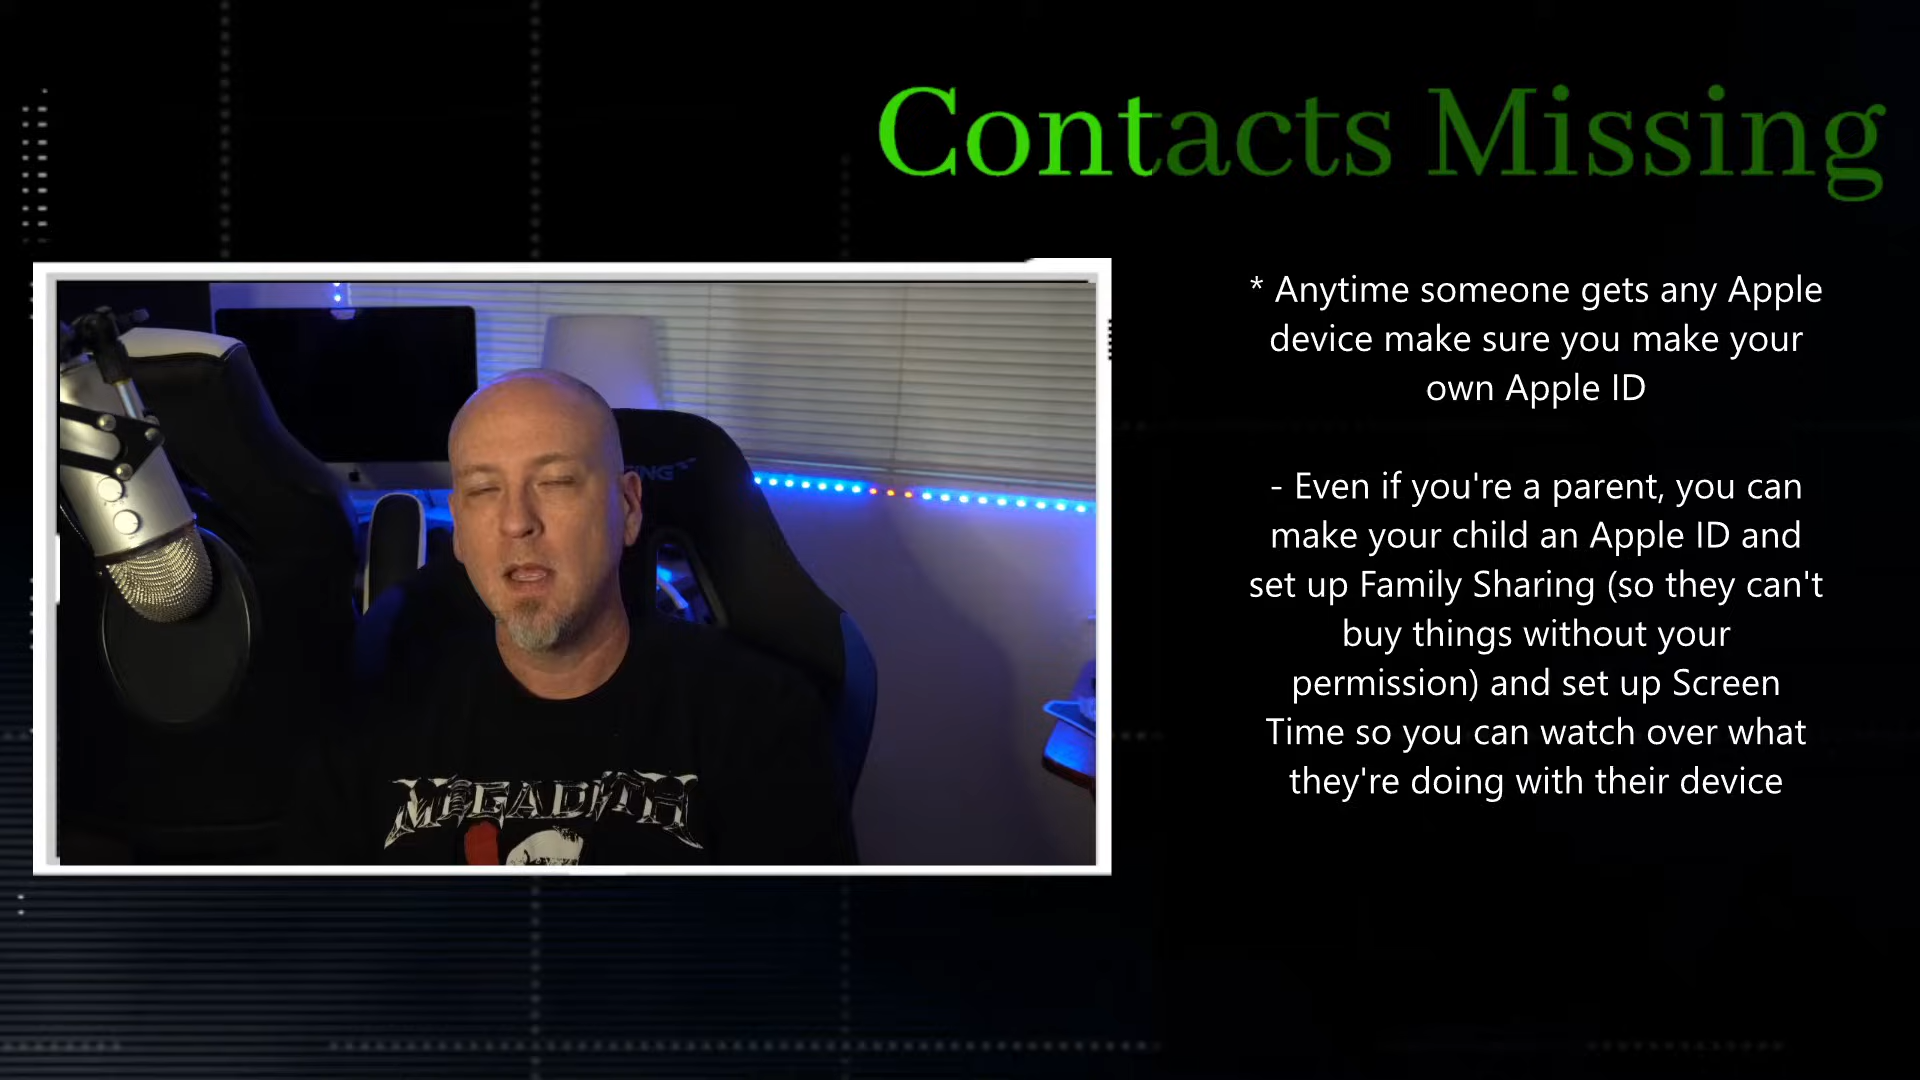 Contacts Missing
* Anytime someone gets any Apple
device make sure you make your
own Apple ID
- Even if you're a parent, you can
make your child an Apple ID and
set up Family Sharing (so they can't
buy things without your
permission) and set up Screen
Time so you can watch over what
they're doing with their device
MEGADETH